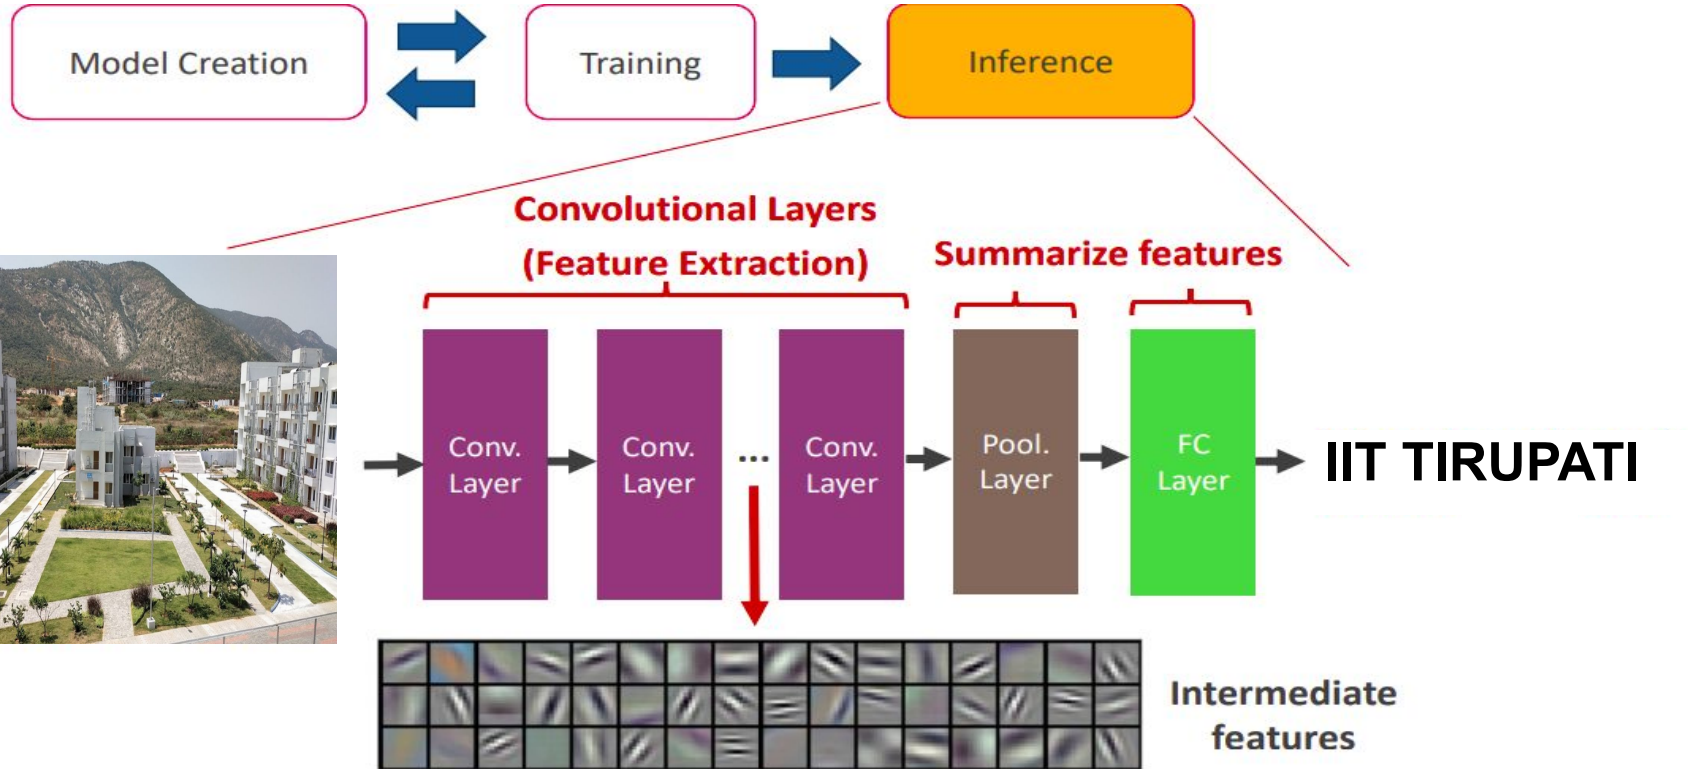 Model Creation
Training
Inference
Convolutional Layers
(Feature Extraction)
Summarize features
Conv.
Layer
Conv.
Layer
...
Conv.
Layer
Pool.
Layer
FC
Layer
IIT TIRUPATI
Intermediate
features